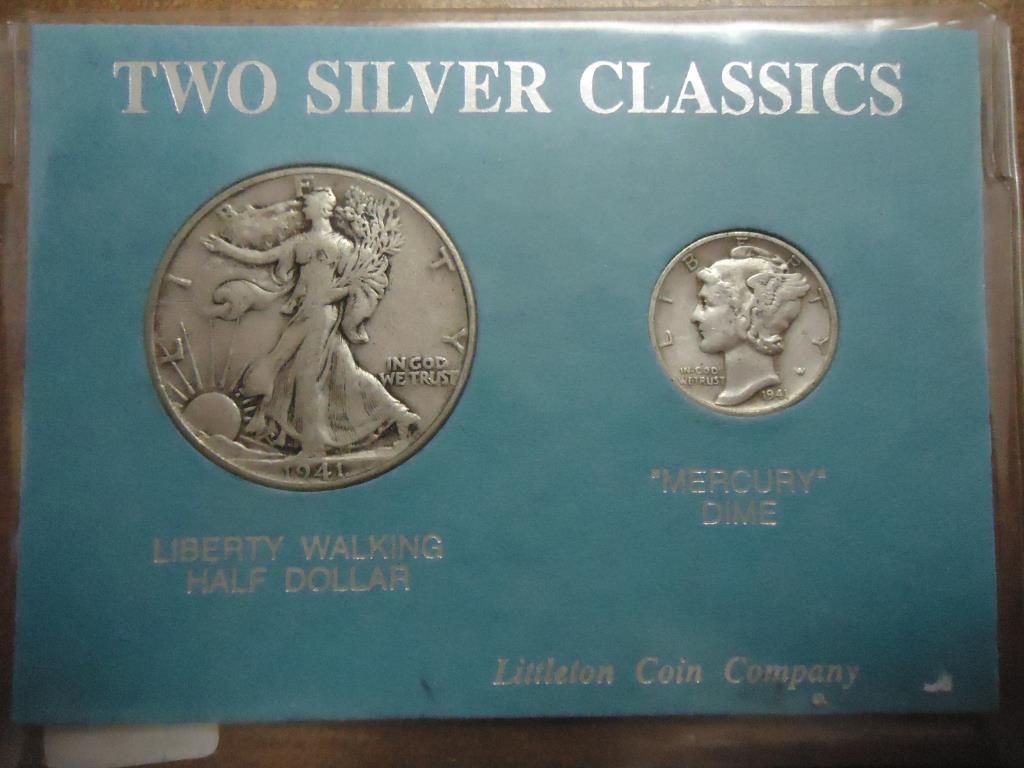 TWO SILVER CLASSICS
LIBERTY
IN GOD
WE TRUST
1941
LIBERTY
IN GOD
WE TRUST
1941
LIBERTY WALKING
HALF DOLLAR
"MERCURY"
DIME
Littleton Coin Company